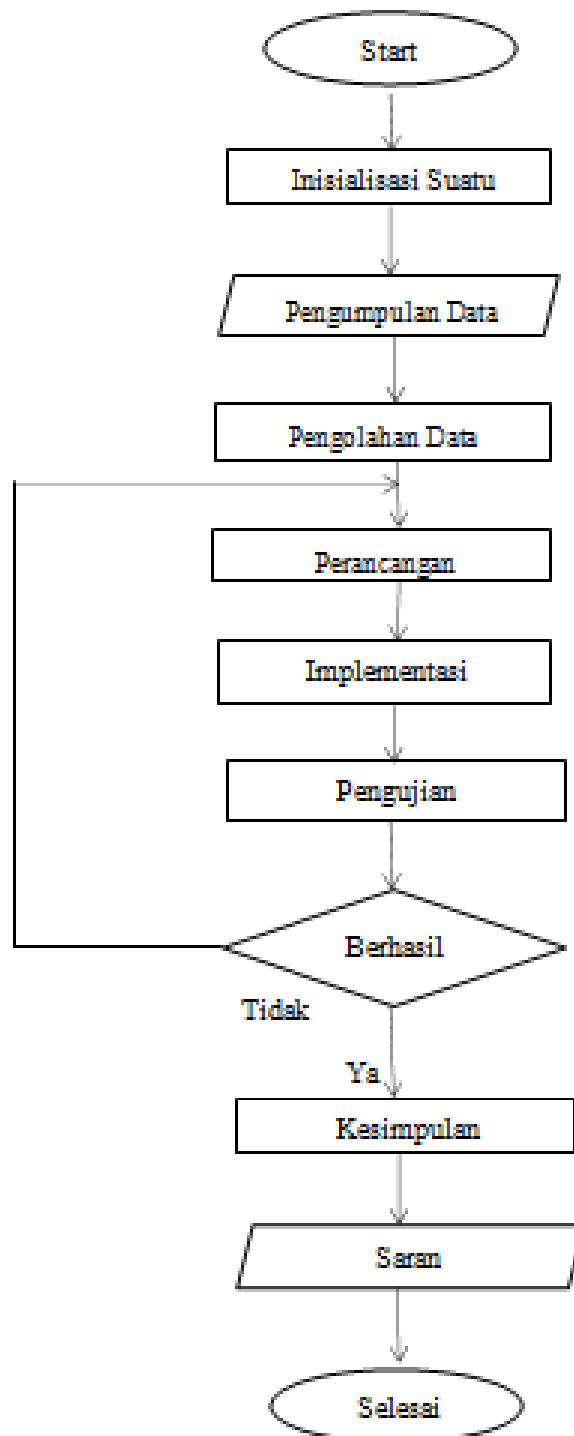 Start
Inisialisasi Suatu
Pengumpulan Data
Pengolahan Data
Perancangan
Implementasi
Pengujian
Berhasil
Tidak
Ya
Kesimpulan
Saran
Selesai